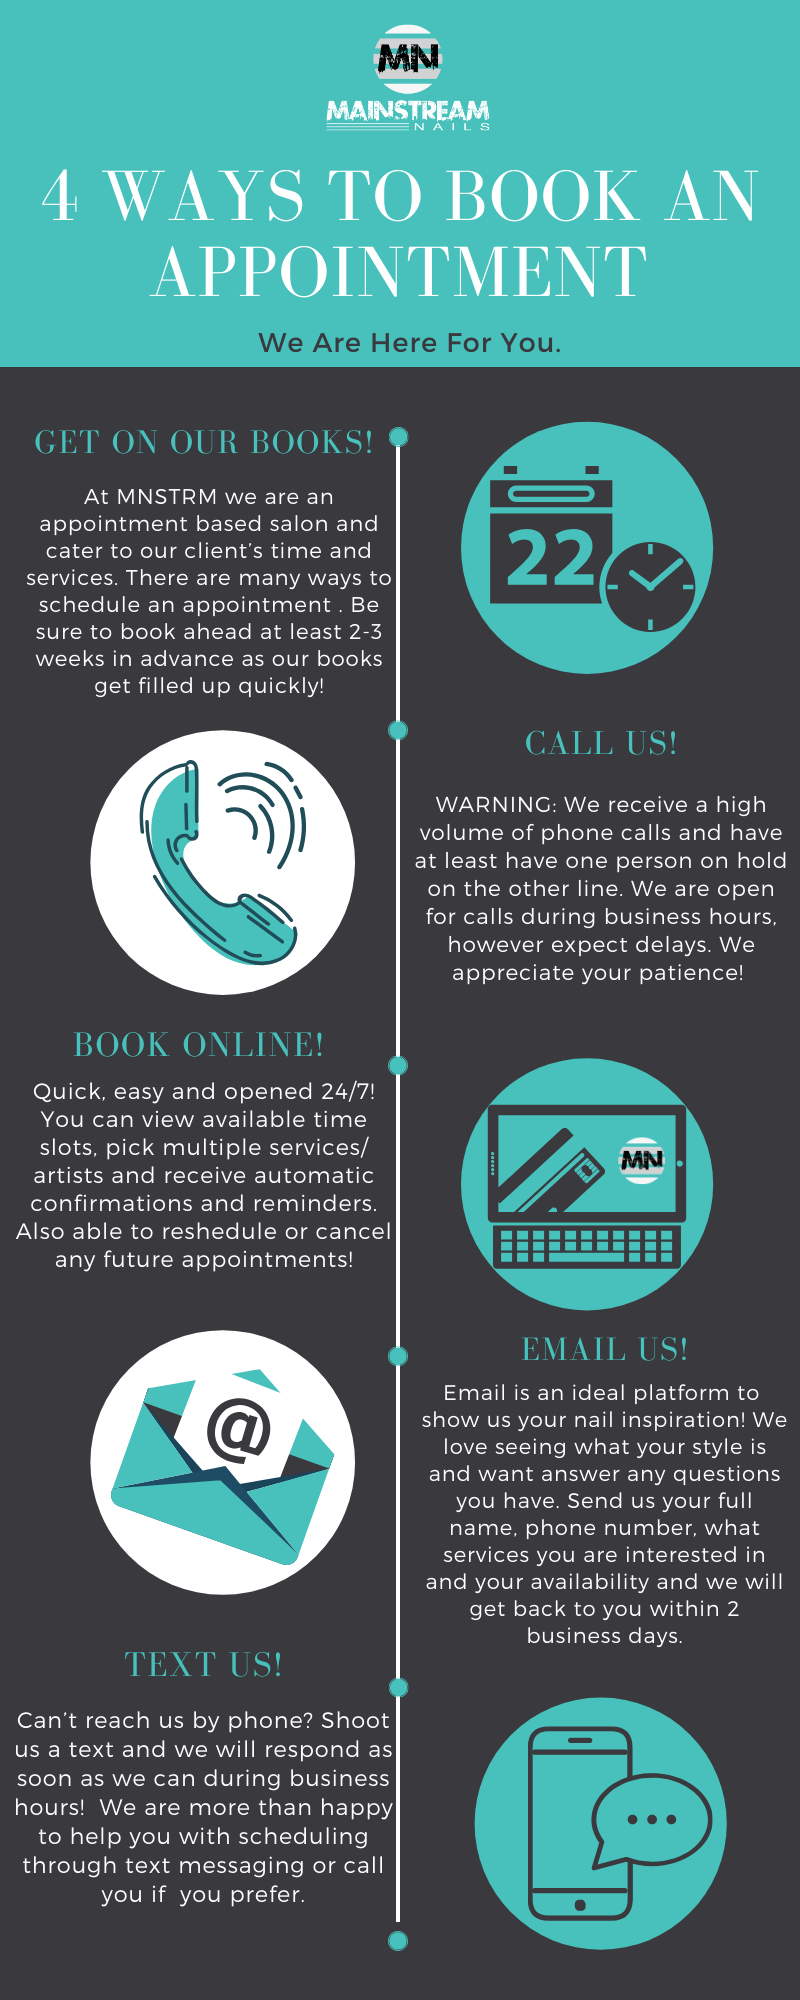 MN
MAINSTREAM
NAILS
4 WAYS TO BOOK AN
APPOINTMENT
We Are Here For You.
GET ON OUR BOOKS!
At MNSTRM we are an
appointment based salon and
cater to our client's time and
services. There are many ways to
schedule an appointment . Be
sure to book ahead at least 2-3
weeks in advance as our books
get filled up quickly!
22
CALL US!
WARNING: We receive a high
volume of phone calls and have
at least have one person on hold
on the other line. We are open
for calls during business hours,
however expect delays. We
appreciate your patience!
BOOK ONLINE!
Quick, easy and opened 24/7!
You can view available time
slots, pick multiple services/
artists and receive automatic
confirmations and reminders.
Also able to reshedule or cancel
any future appointments!
MN
EMAIL US!
Email is an ideal platform to
show us your nail inspiration! We
love seeing what your style is
and want answer any questions
you have. Send us your full
name, phone number, what
services you are interested in
and your availability and we will
get back to you within 2
business days.
@
TEXT US!
Can't reach us by phone? Shoot
us a text and we will respond as
soon as we can during business
hours!  We are more than happy
to help you with scheduling
through text messaging or call
you if  you prefer.